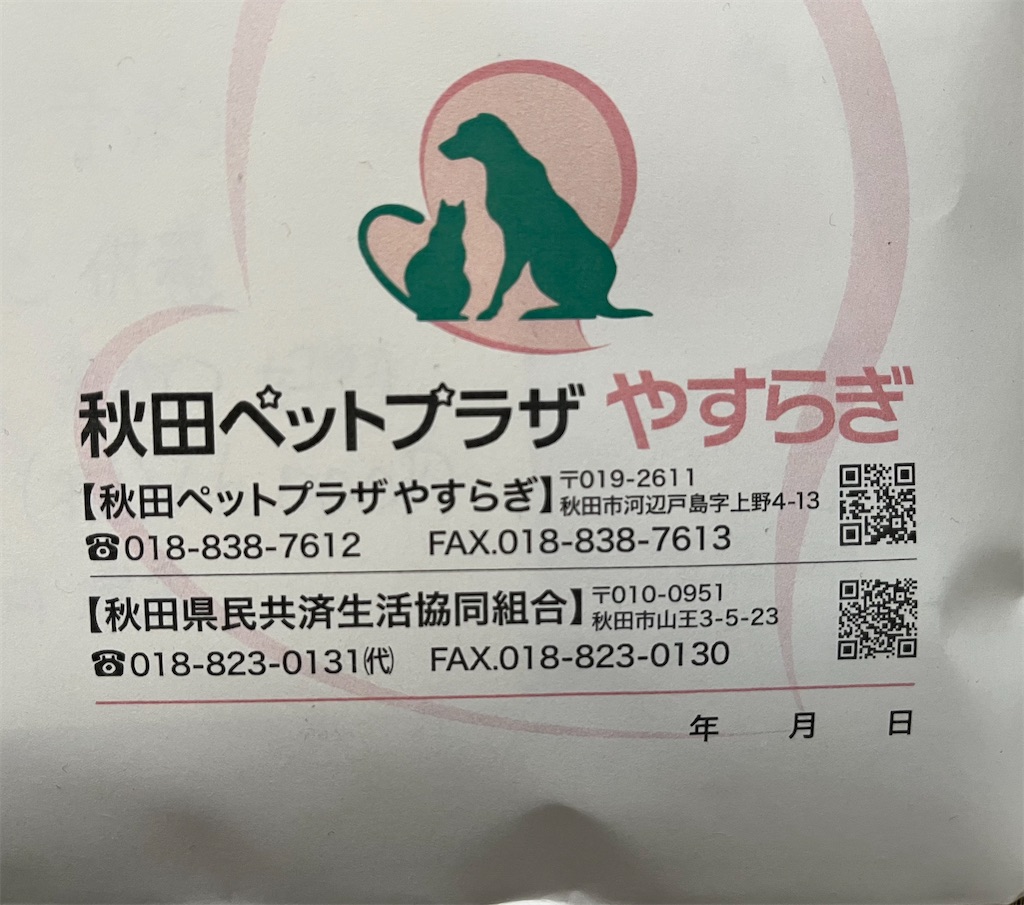 秋田ペットプラザ やすらぎ
【秋田ペットプラザ やすらぎ】〒019-2611
秋田市河辺戸島字上野4-13
☎018-838-7612 FAX.018-838-7613
【秋田県民共済生活協同組合】〒010-0951
秋田市山王3-5-23
☎018-823-0131㈹ FAX.018-823-0130
年 月 日